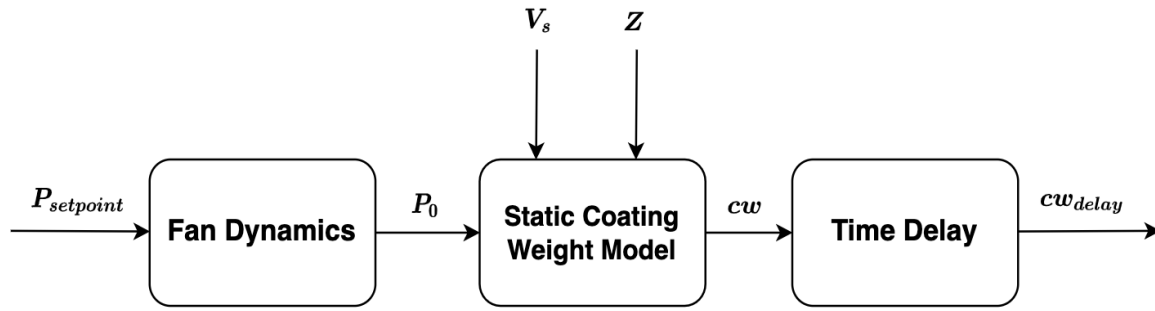 V_s
Z
P_setpoint
Fan Dynamics
P_0
Static Coating
Weight Model
cw
Time Delay
cw_delay